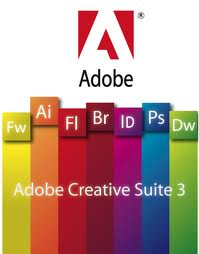 ®
Adobe
Fw Ai Fl Br ID Ps Dw
Adobe Creative Suite 3